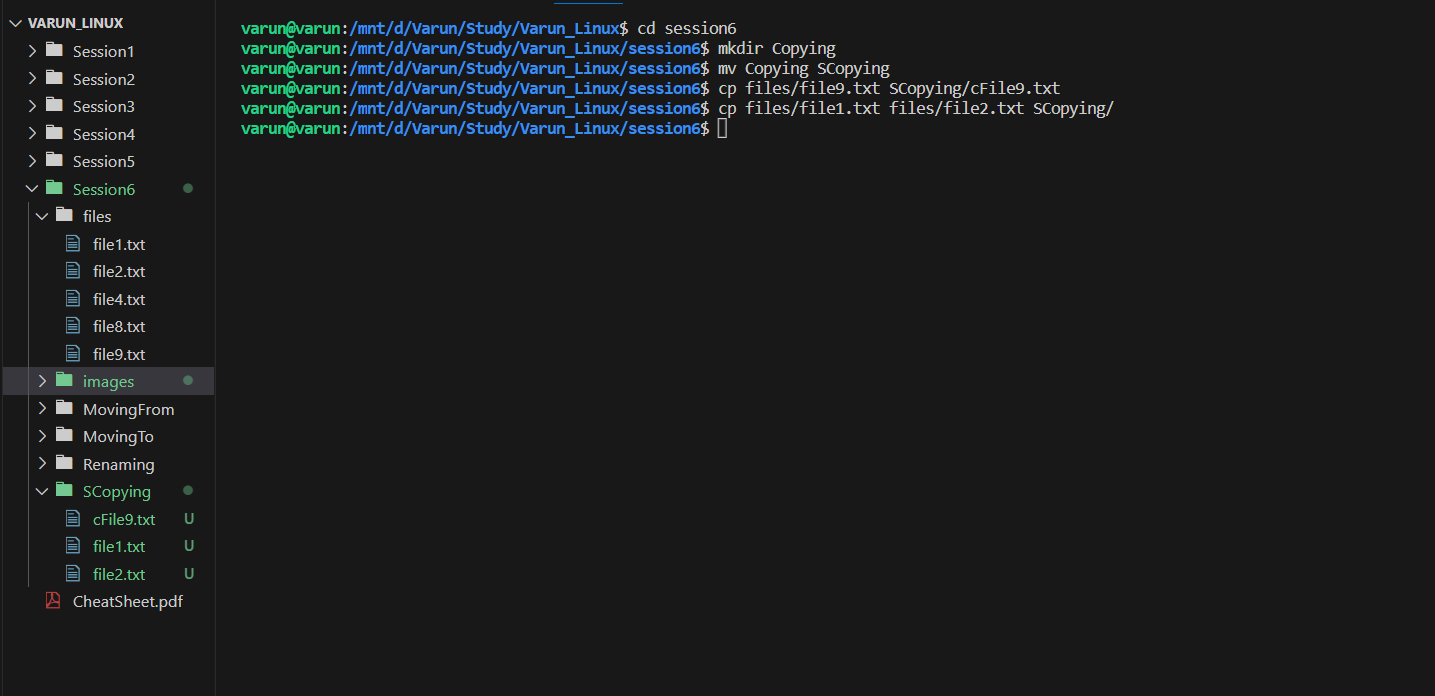 VARUN_LINUX
Session1
Session2
Session3
Session4
Session5
Session6
files
file1.txt
file2.txt
file4.txt
file8.txt
file9.txt
images
MovingFrom
MovingTo
Renaming
SCopying
cFile9.txt U
file1.txt U
file2.txt U
CheatSheet.pdf
varun@varun:/mnt/d/Varun/Study/Varun_Linux$ cd session6
varun@varun:/mnt/d/Varun/Study/Varun_Linux/session6$ mkdir Copying
varun@varun:/mnt/d/Varun/Study/Varun_Linux/session6$ mv Copying SCopying
varun@varun:/mnt/d/Varun/Study/Varun_Linux/session6$ cp files/file9.txt SCopying/cFile9.txt
varun@varun:/mnt/d/Varun/Study/Varun_Linux/session6$ cp files/file1.txt files/file2.txt SCopying/
varun@varun:/mnt/d/Varun/Study/Varun_Linux/session6$